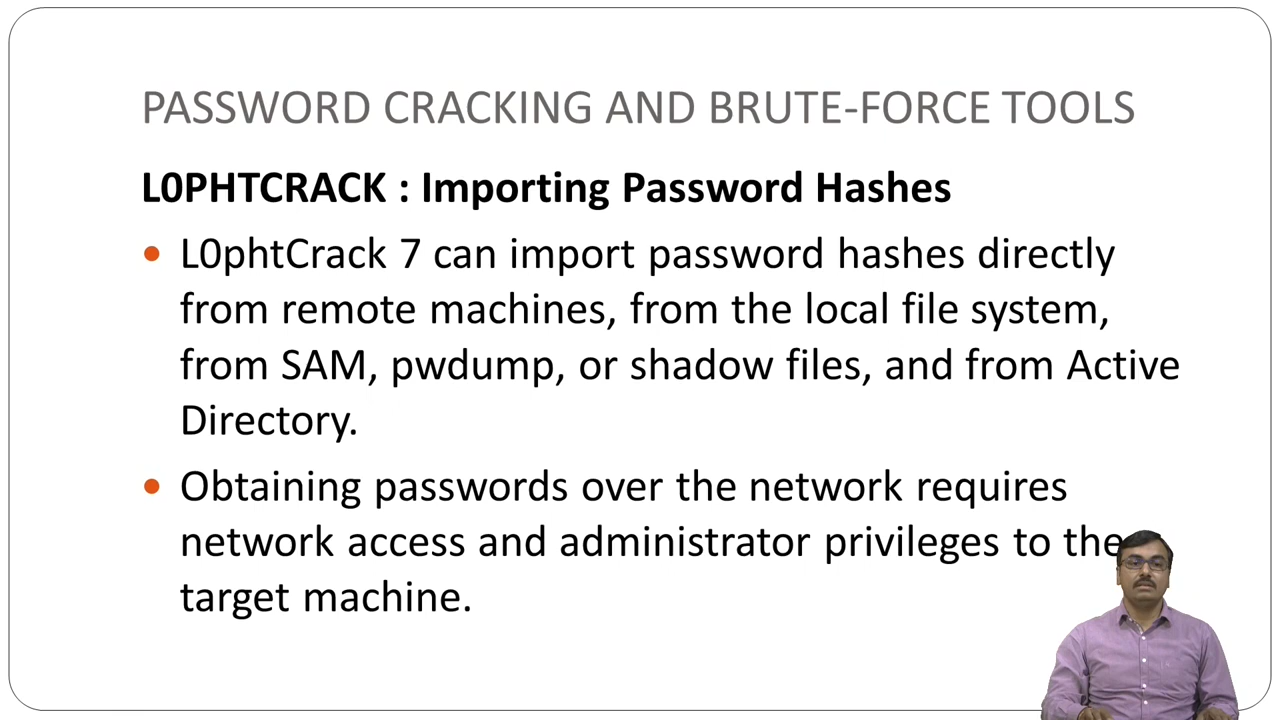 PASSWORD CRACKING AND BRUTE-FORCE TOOLS
L0PHTCRACK : Importing Password Hashes
• L0phtCrack 7 can import password hashes directly
from remote machines, from the local file system,
from SAM, pwdump, or shadow files, and from Active
Directory.
• Obtaining passwords over the network requires
network access and administrator privileges to the
target machine.